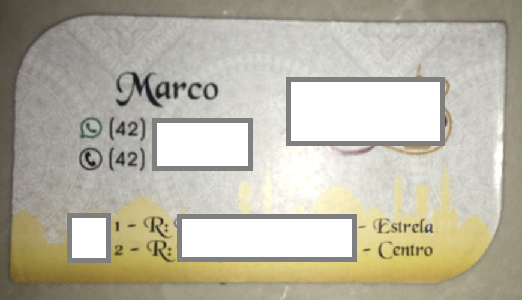 Marco
(42)
(42)
1 - R: - Estrela
2 - R: - Centro